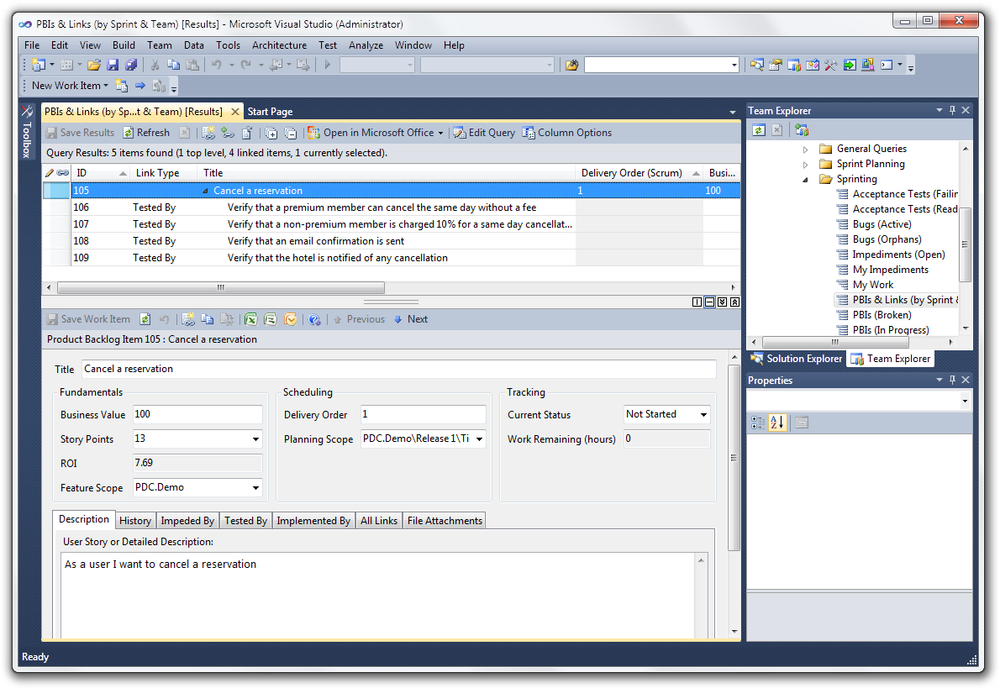 PBIs & Links (by Sprint & Team) [Results] - Microsoft Visual Studio (Administrator)
File Edit View Build Team Data Tools Architecture Test Analyze Window Help
New Work Item
Toolbox
PBIs & Links (by Sp...t & Team) [Results] Start Page
Save Results Refresh Open in Microsoft Office Edit Query Column Options
Query Results: 5 items found (1 top level, 4 linked items, 1 currently selected).
ID Link Type Title Delivery Order (Scrum) Busi...
105 Cancel a reservation 1 100
106 Tested By Verify that a premium member can cancel the same day without a fee
107 Tested By Verify that a non-premium member is charged 10% for a same day cancellat...
108 Tested By Verify that an email confirmation is sent
109 Tested By Verify that the hotel is notified of any cancellation
Save Work Item Previous Next
Product Backlog Item 105 : Cancel a reservation
Title Cancel a reservation
Fundamentals Scheduling Tracking
Business Value 100 Delivery Order 1 Current Status Not Started
Story Points 13 Planning Scope PDC.Demo\Release 1\Ti Work Remaining (hours) 0
ROI 7.69
Feature Scope PDC.Demo
Description History Impeded By Tested By Implemented By All Links File Attachments
User Story or Detailed Description:
As a user I want to cancel a reservation
Team Explorer
General Queries
Sprint Planning
Sprinting
Acceptance Tests (Failin
Acceptance Tests (Read
Bugs (Active)
Bugs (Orphans)
Impediments (Open)
My Impediments
My Work
PBIs & Links (by Sprint &
PBIs (Broken)
PBIs (In Progress)
Solution Explorer Team Explorer
Properties
Ready